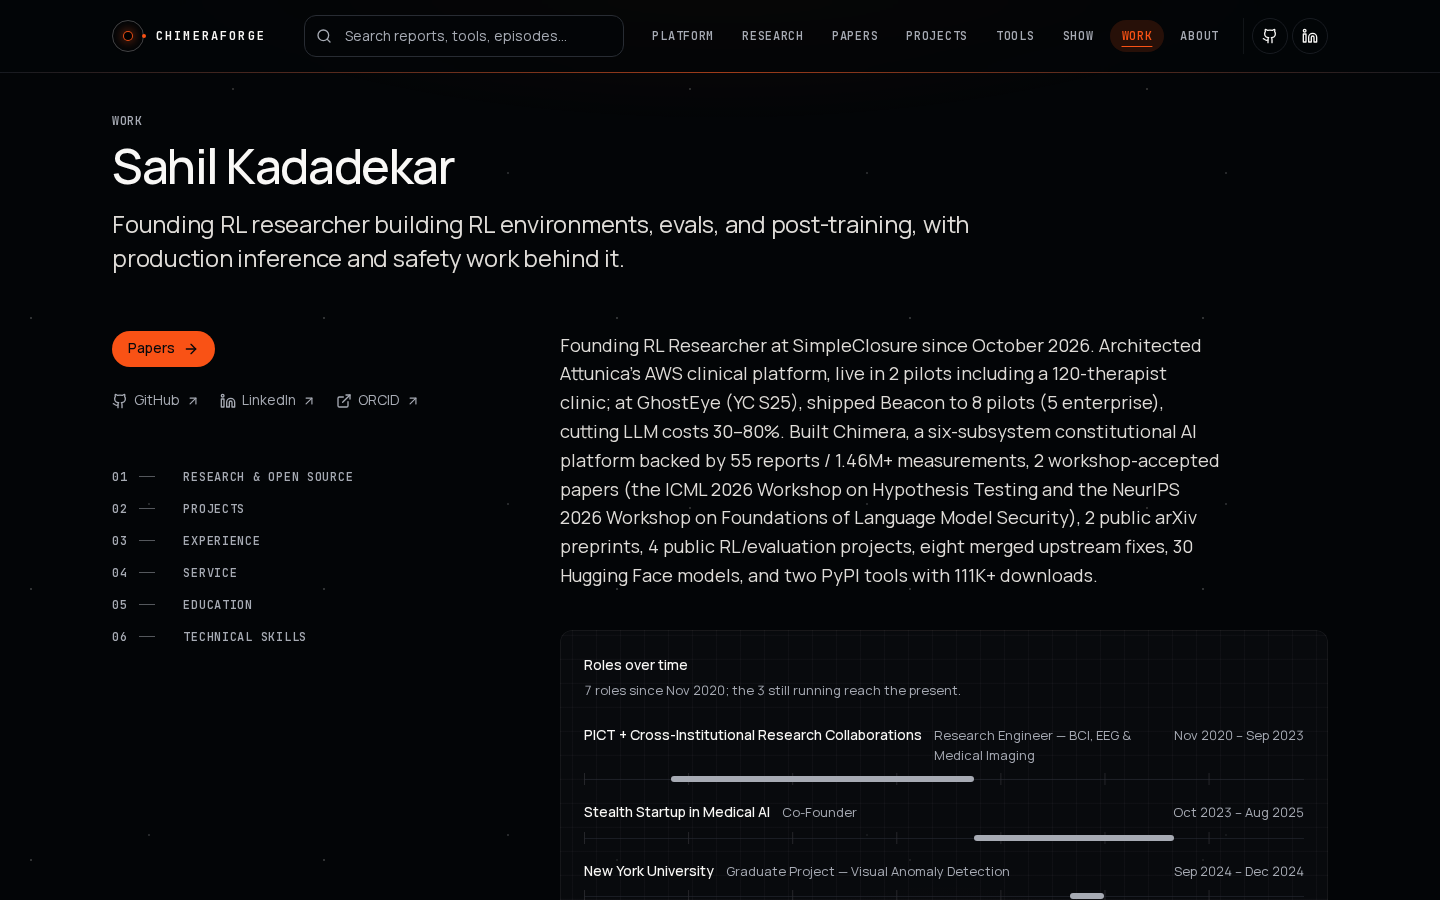 CHIMERAFORGE
Search reports, tools, episodes...
PLATFORM
RESEARCH
PAPERS
PROJECTS
TOOLS
SHOW
WORK
ABOUT
WORK
Sahil Kadadekar
Founding RL researcher building RL environments, evals, and post-training, with
production inference and safety work behind it.
Papers
GitHub
LinkedIn
ORCID
01 RESEARCH & OPEN SOURCE
02 PROJECTS
03 EXPERIENCE
04 SERVICE
05 EDUCATION
06 TECHNICAL SKILLS
Founding RL Researcher at SimpleClosure since October 2026. Architected
Attunica's AWS clinical platform, live in 2 pilots including a 120-therapist
clinic; at GhostEye (YC S25), shipped Beacon to 8 pilots (5 enterprise),
cutting LLM costs 30–80%. Built Chimera, a six-subsystem constitutional AI
platform backed by 55 reports / 1.46M+ measurements, 2 workshop-accepted
papers (the ICML 2026 Workshop on Hypothesis Testing and the NeurIPS
2026 Workshop on Foundations of Language Model Security), 2 public arXiv
preprints, 4 public RL/evaluation projects, eight merged upstream fixes, 30
Hugging Face models, and two PyPI tools with 111K+ downloads.
Roles over time
7 roles since Nov 2020; the 3 still running reach the present.
PICT + Cross-Institutional Research Collaborations Research Engineer — BCI, EEG & Nov 2020 – Sep 2023
Medical Imaging
Stealth Startup in Medical AI Co-Founder Oct 2023 – Aug 2025
New York University Graduate Project — Visual Anomaly Detection Sep 2024 – Dec 2024